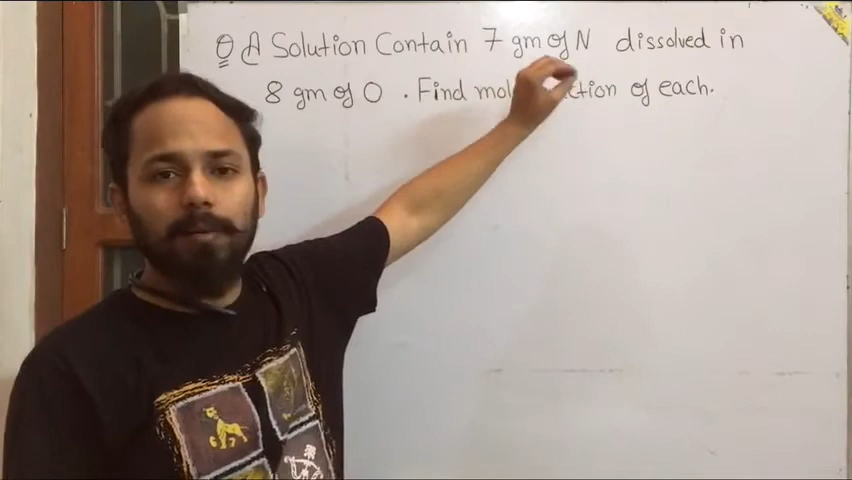 Q A Solution Contain 7 gm of N dissolved in
8 gm of O . Find mole fraction of each.